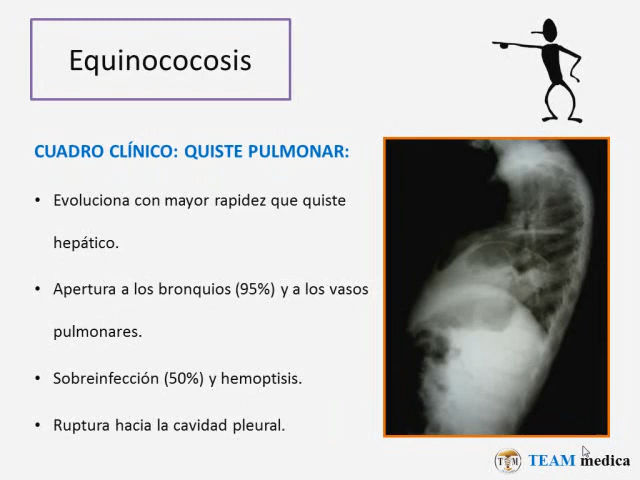 Equinococosis
CUADRO CLÍNICO: QUISTE PULMONAR:
• Evoluciona con mayor rapidez que quiste
hepático.
• Apertura a los bronquios (95%) y a los vasos
pulmonares.
• Sobreinfección (50%) y hemoptisis.
• Ruptura hacia la cavidad pleural.
TEAM medica